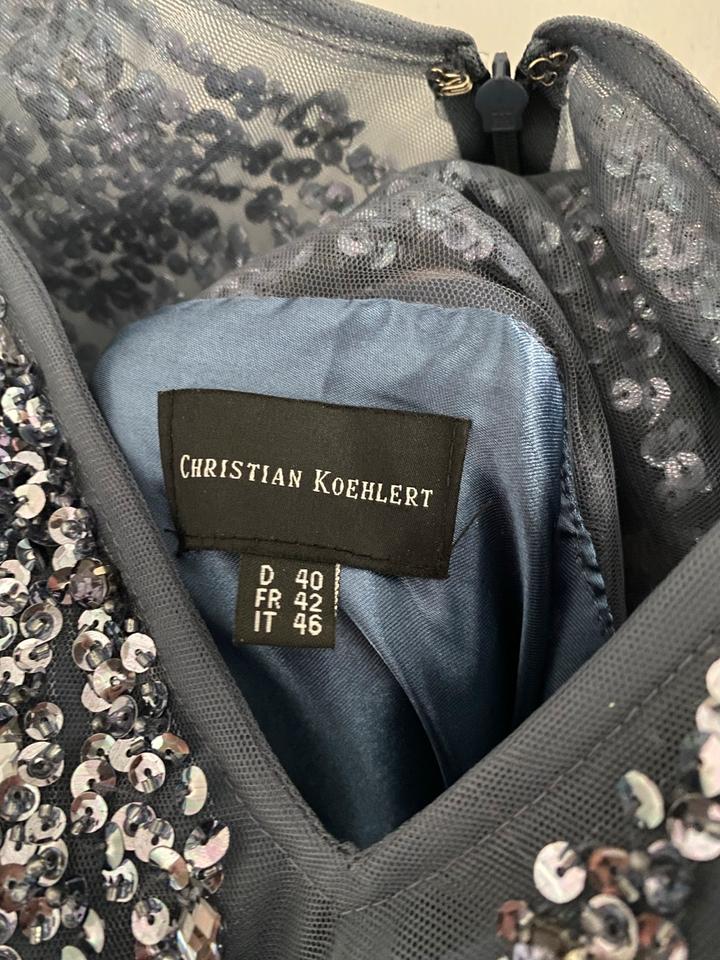 CHRISTIAN KOEHLERT
D 40
FR 42
IT 46